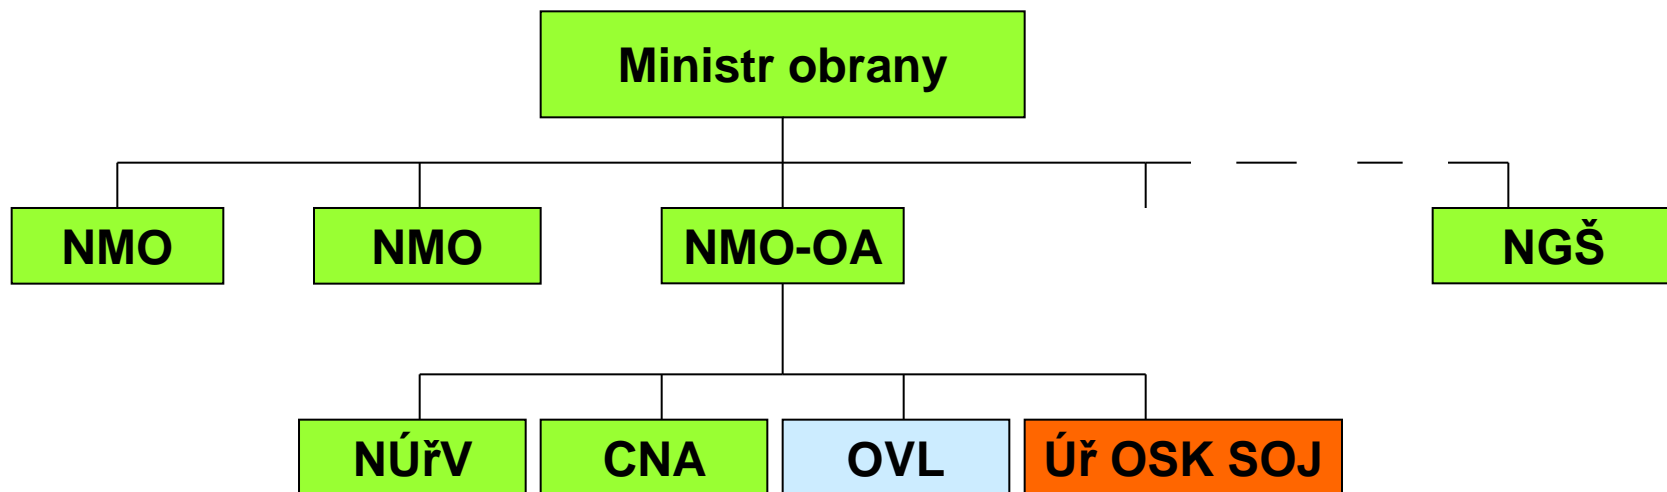 Ministr obrany
NMO
NMO
NMO-OA
NGŠ
NÚřV
CNA
OVL
Úř OSK SOJ